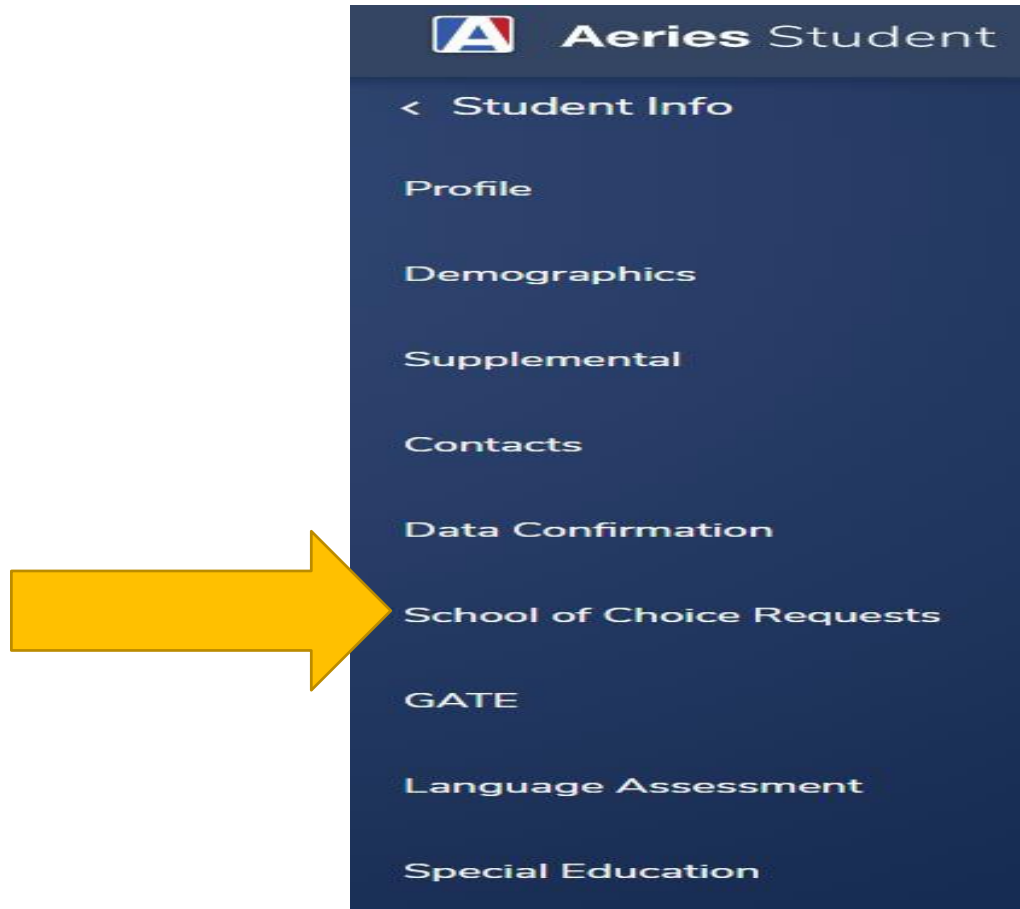 Aeries Student
< Student Info
Profile
Demographics
Supplemental
Contacts
Data Confirmation
School of Choice Requests
GATE
Language Assessment
Special Education